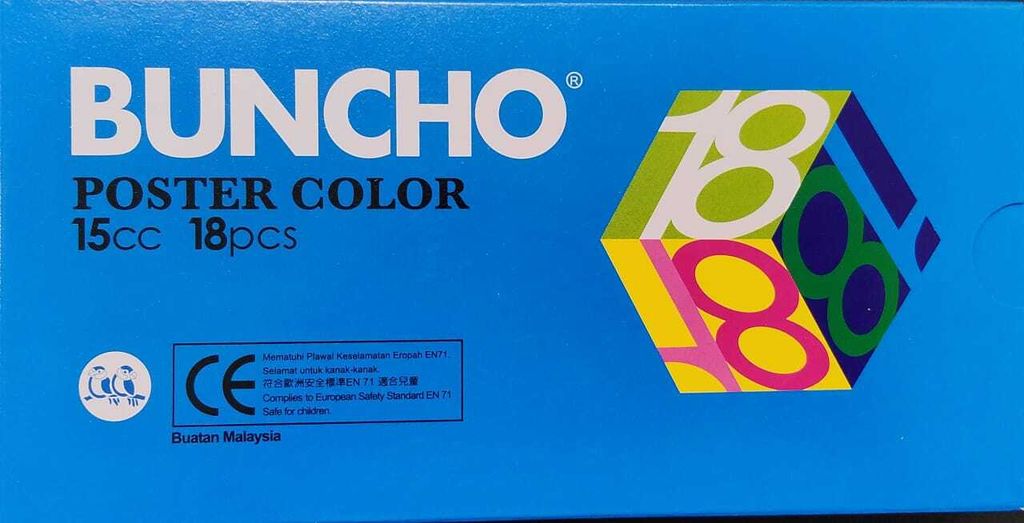 BUNCHO®
POSTER COLOR
15cc 18pcs
18
18
18
CE
Mematuhi Piawai Keselamatan Eropah EN71.
Selamat untuk kanak-kanak.
符合歐洲安全標準EN 71 適合兒童
Complies to European Safety Standard EN 71
Safe for children.
Buatan Malaysia